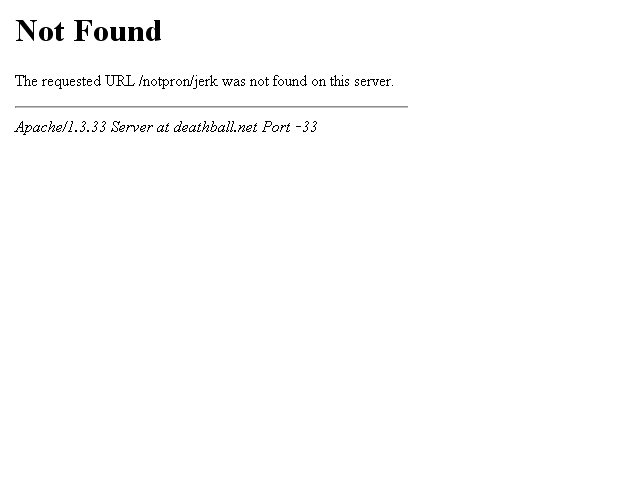 Not Found
The requested URL /notpron/jerk was not found on this server.
Apache/1.3.33 Server at deathball.net Port -33